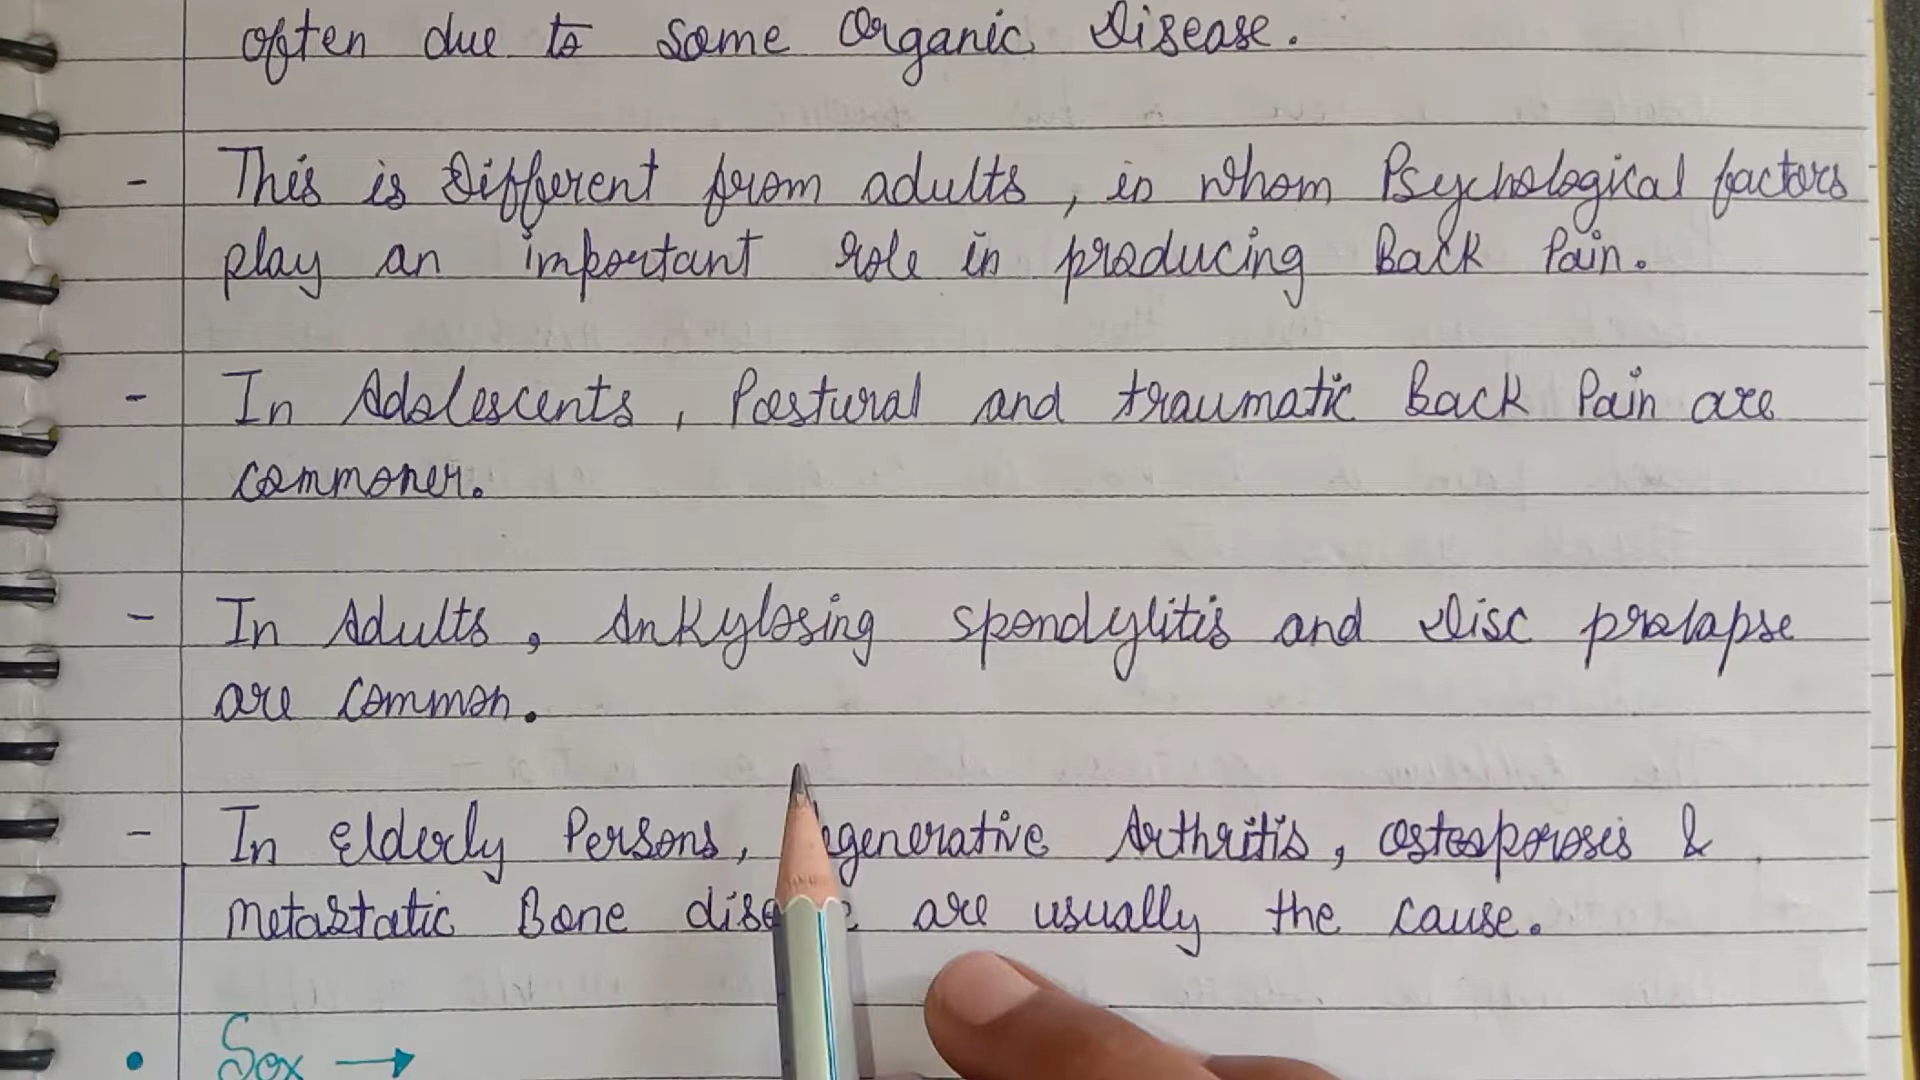 often due to some organic disease.
- This is different from adults, in whom Psychological factors
play an important role in producing Back Pain.
- In Adolescents, Postural and traumatic Back Pain are
commoner.
- In Adults, Ankylosing spondylitis and disc prolapse
are common.
- In elderly Persons, Arthritis, osteoporosis &
metastatic Bone are usually the cause.
• Sex →